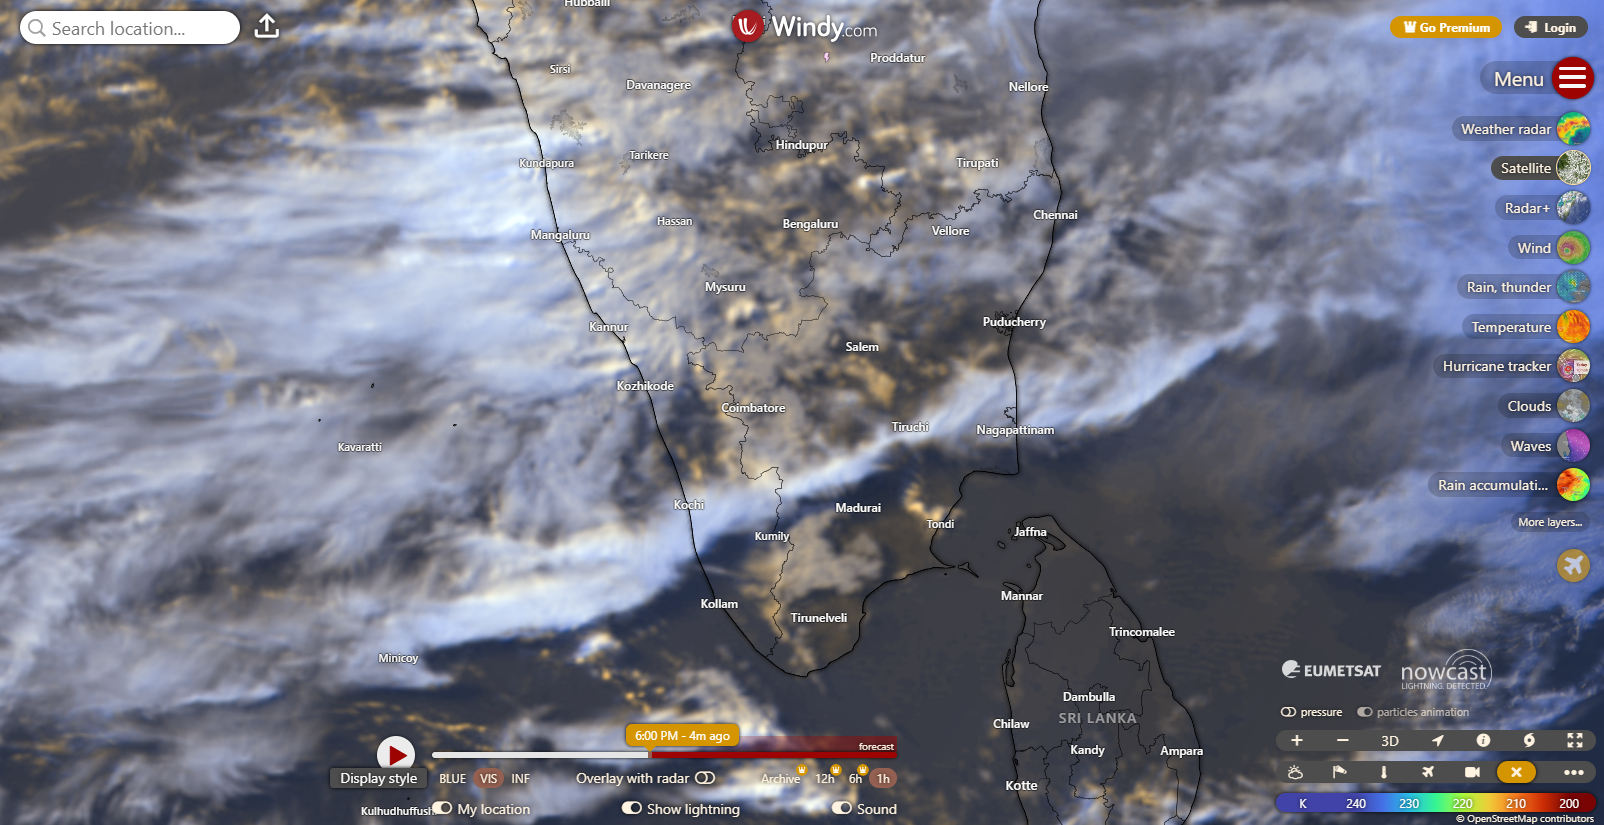 Search location...
Windy.com
Go Premium
Login
Menu
Hubballi
Sirsi
Davanagere
Proddatur
Nellore
Weather radar
Kundapura
Tarikere
Hindupur
Tirupati
Satellite
Radar+
Mangaluru
Hassan
Bengaluru
Vellore
Chennai
Wind
Mysuru
Rain, thunder
Kannur
Salem
Puducherry
Temperature
Hurricane tracker
Kozhikode
Coimbatore
Clouds
Kavaratti
Tiruchi
Nagapattinam
Waves
Rain accumulati...
Kochi
Madurai
Tondi
Jaffna
More layers...
Kumily
Kollam
Tirunelveli
Mannar
Trincomalee
Minicoy
EUMETSAT
nowcast
LIGHTNING. DETECTED.
Dambulla
SRI LANKA
pressure
particles animation
Chilaw
6:00 PM - 4m ago
forecast
3D
Kandy
Ampara
Display style
BLUE
VIS
INF
Overlay with radar
Archive
12h
6h
1h
Kotte
Kulhudhuffush
My location
Show lightning
Sound
K 240 230 220 210 200
© OpenStreetMap contributors